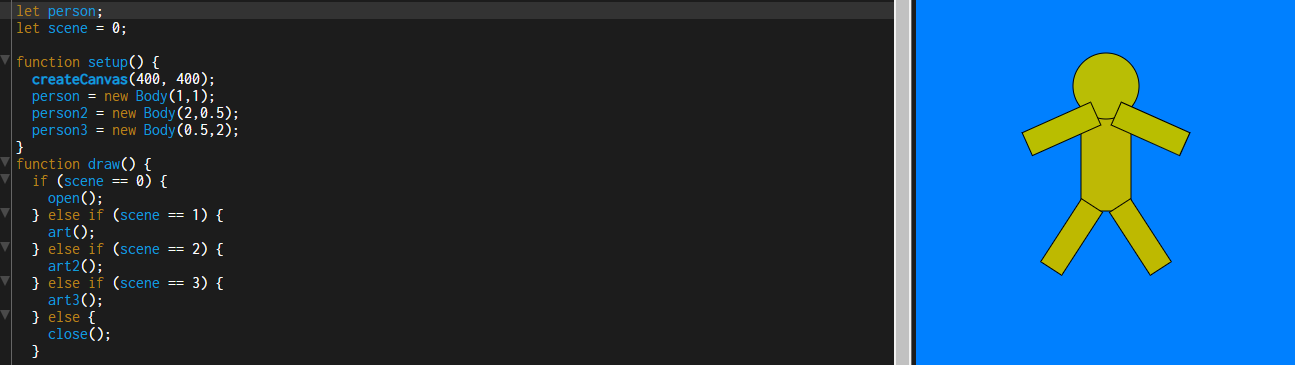 let person;
let scene = 0;
function setup() {
createCanvas(400, 400);
person = new Body(1,1);
person2 = new Body(2,0.5);
person3 = new Body(0.5,2);
}
function draw() {
if (scene == 0) {
open();
} else if (scene == 1) {
art();
} else if (scene == 2) {
art2();
} else if (scene == 3) {
art3();
} else {
close();
}